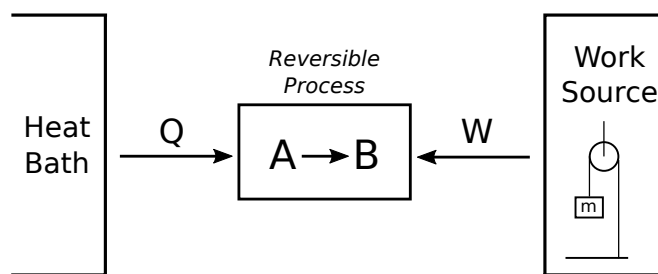 Reversible
Process
Heat
Bath
Q
A B
W
Work
Source
m